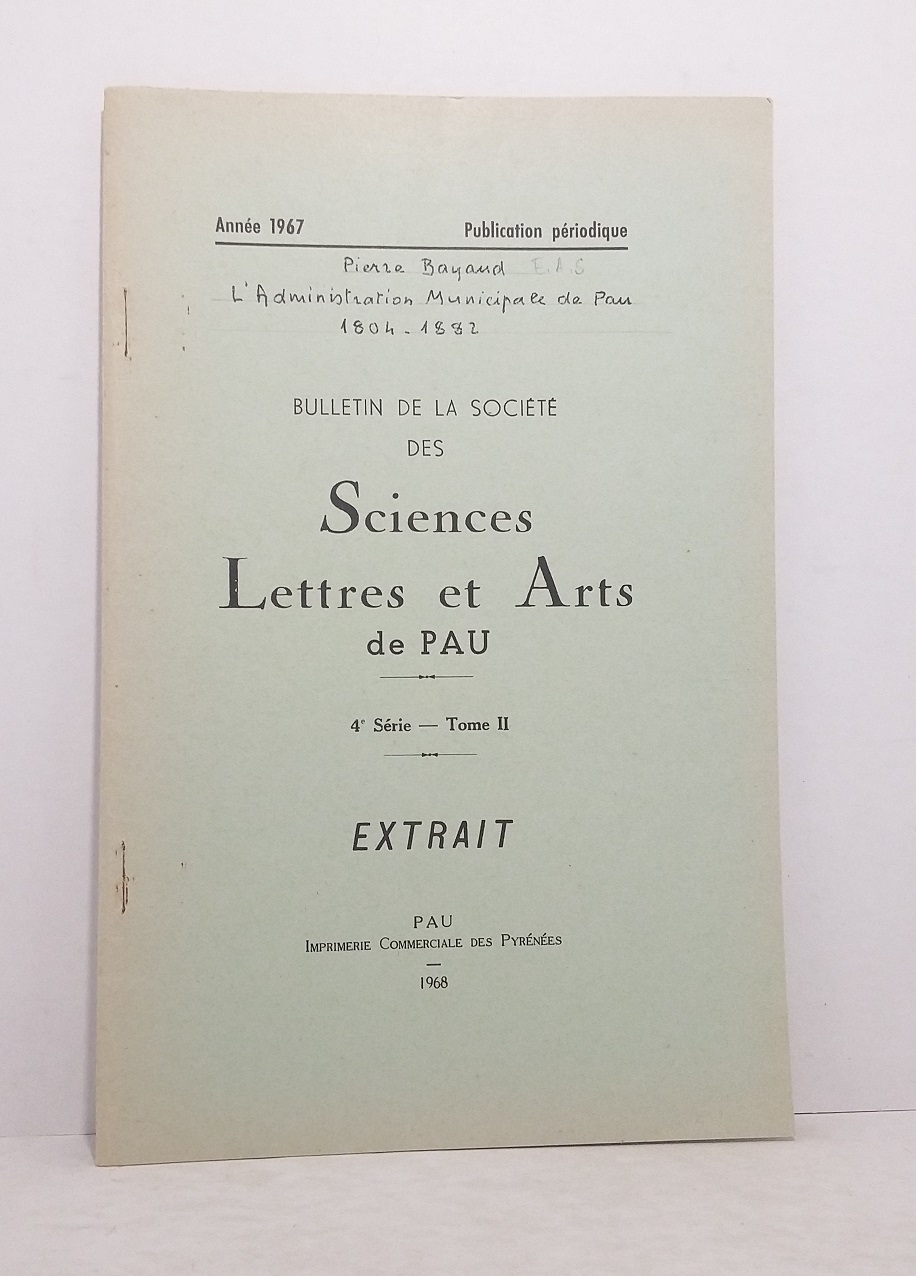 Année 1967 Publication périodique
Pierre Bayaud E.A.S
L'Administration Municipale de Pau
1804-1882
BULLETIN DE LA SOCIÉTÉ
DES
Sciences
Lettres et Arts
de PAU
4e Série — Tome II
EXTRAIT
PAU
IMPRIMERIE COMMERCIALE DES PYRÉNÉES
1968